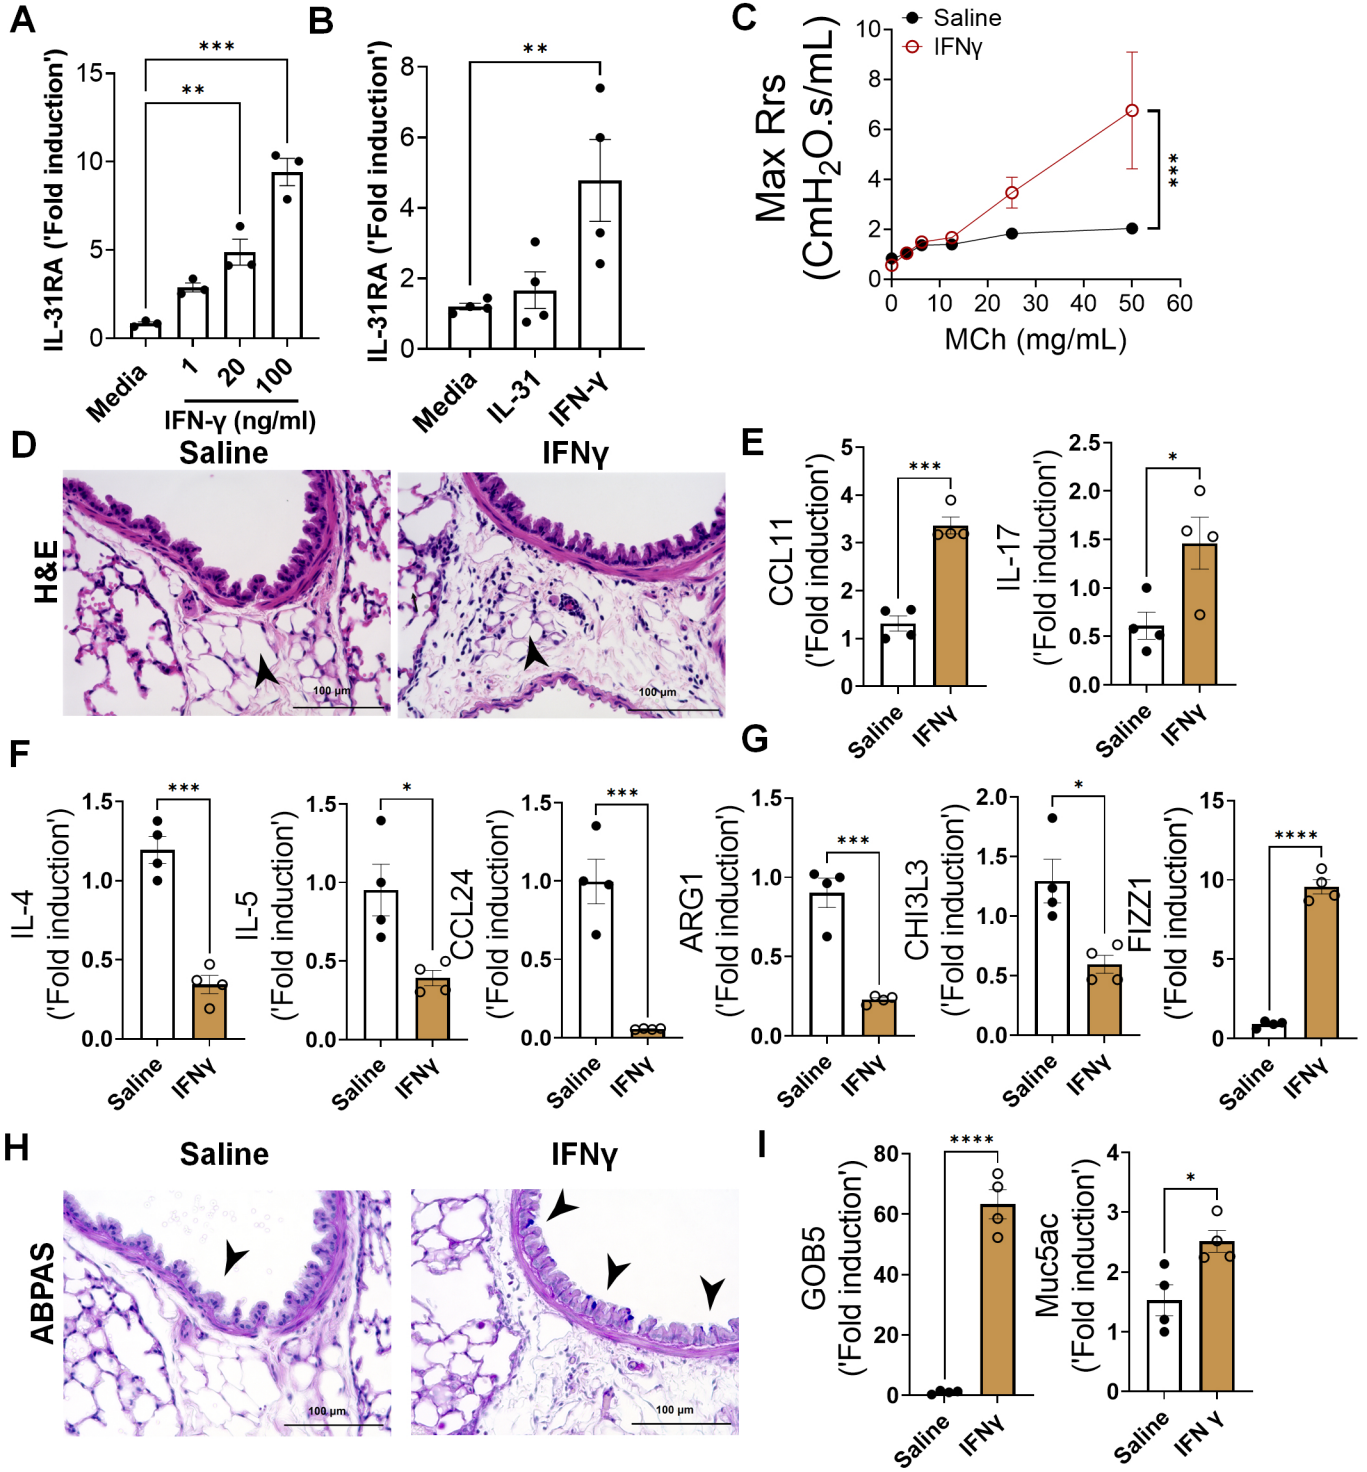 A
IL-31RA ('Fold induction')
15
10
5
0
***
**
Media
1
20
100
IFN-γ (ng/ml)
B
IL-31RA ('Fold induction')
8
6
4
2
0
**
Media
IL-31
IFN-γ
C
Saline
IFNγ
Max Rrs
(CmH2O.s/mL)
10
8
6
4
2
0
***
0 10 20 30 40 50 60
MCh (mg/mL)
D
Saline
IFNγ
H&E
100 μm
100 μm
E
CCL11
('Fold induction')
5
4
3
2
1
0
***
Saline
IFNγ
IL-17
('Fold induction')
2.5
2.0
1.5
1.0
0.5
0.0
*
Saline
IFNγ
F
IL-4
('Fold induction')
1.5
1.0
0.5
0.0
***
Saline
IFNγ
IL-5
('Fold induction')
1.5
1.0
0.5
0.0
*
Saline
IFNγ
CCL24
('Fold induction')
1.5
1.0
0.5
0.0
***
Saline
IFNγ
G
ARG1
('Fold induction')
1.5
1.0
0.5
0.0
***
Saline
IFNγ
CHI3L3
('Fold induction')
2.0
1.5
1.0
0.5
0.0
*
Saline
IFNγ
FIZZ1
('Fold induction')
15
10
5
0
****
Saline
IFNγ
H
Saline
IFNγ
ABPAS
100 μm
100 μm
I
GOB5
('Fold induction')
80
60
40
20
0
****
Saline
IFNγ
Muc5ac
('Fold induction')
4
3
2
1
0
*
Saline
IFN γ